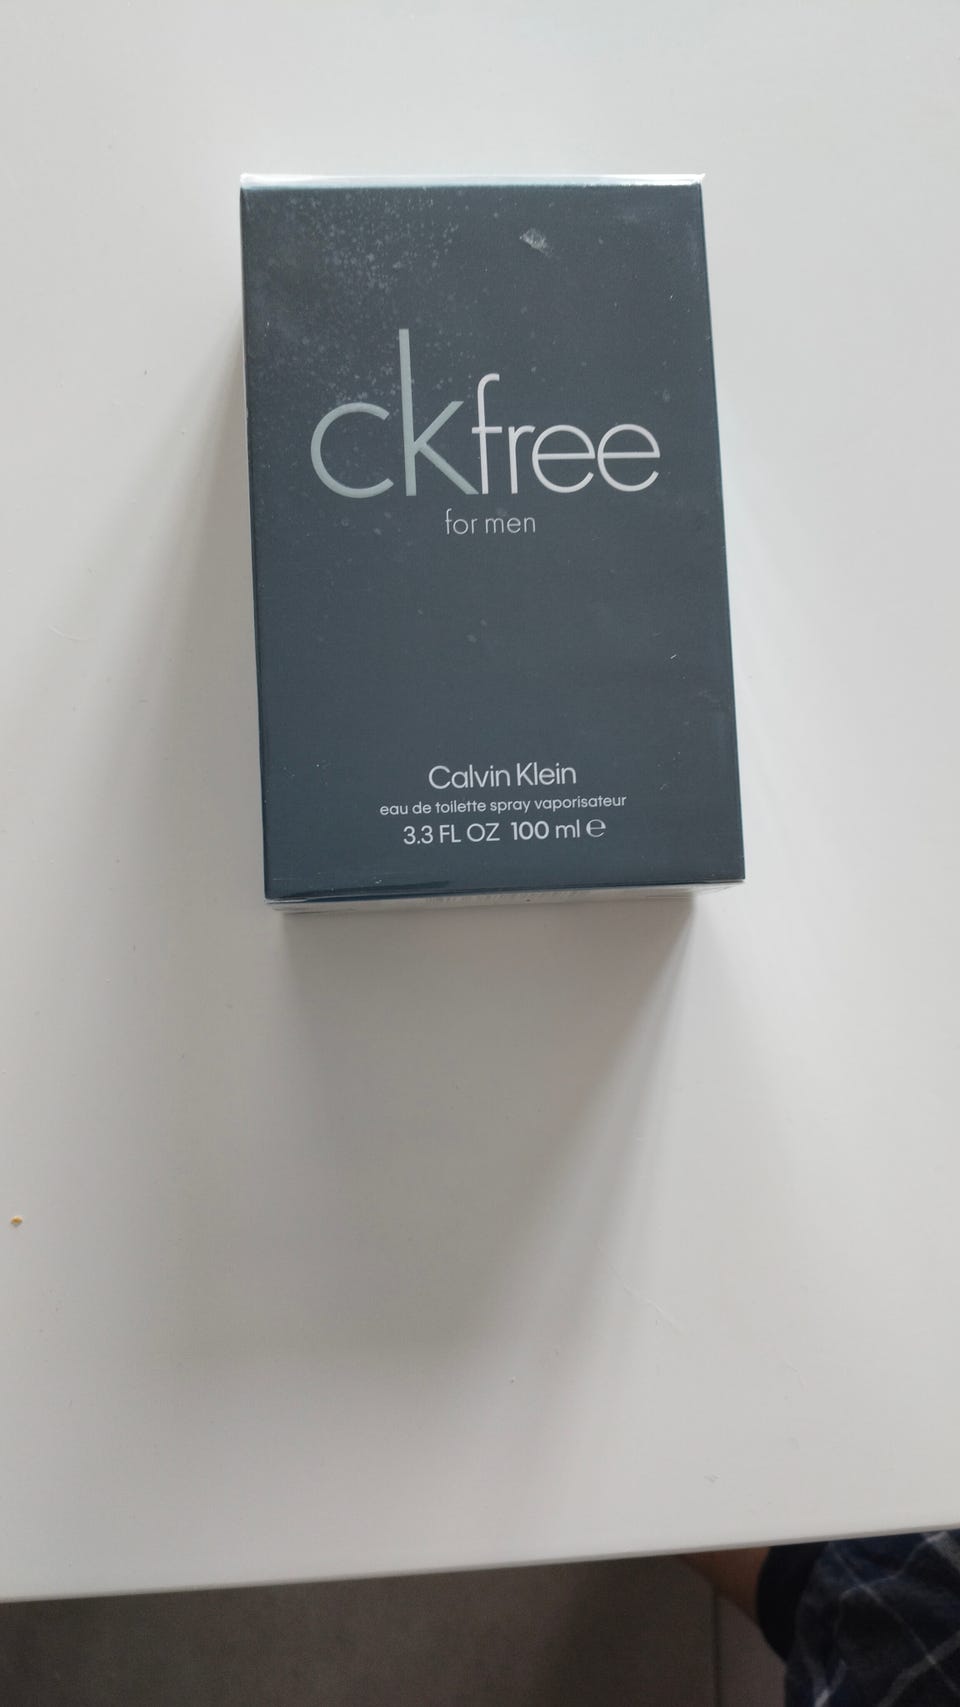 ckfree
for men
Calvin Klein
eau de toilette spray vaporisateur
3.3 FL OZ 100 ml ℮